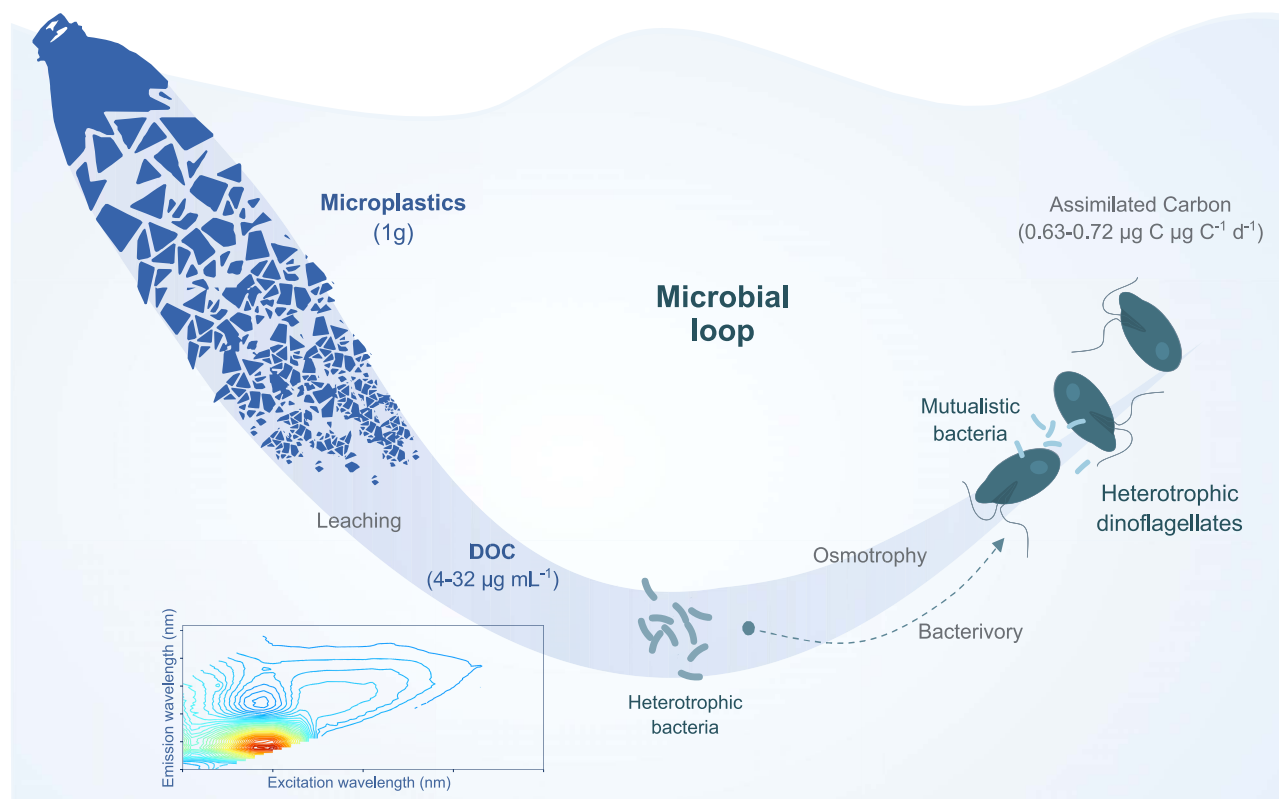 Microplastics
(1g)
Assimilated Carbon
(0.63-0.72 µg C µg C⁻¹ d⁻¹)
Microbial
loop
Mutualistic
bacteria
Heterotrophic
dinoflagellates
Leaching
DOC
(4-32 µg mL⁻¹)
Osmotrophy
Bacterivory
Heterotrophic
bacteria
Emission wavelength (nm)
Excitation wavelength (nm)